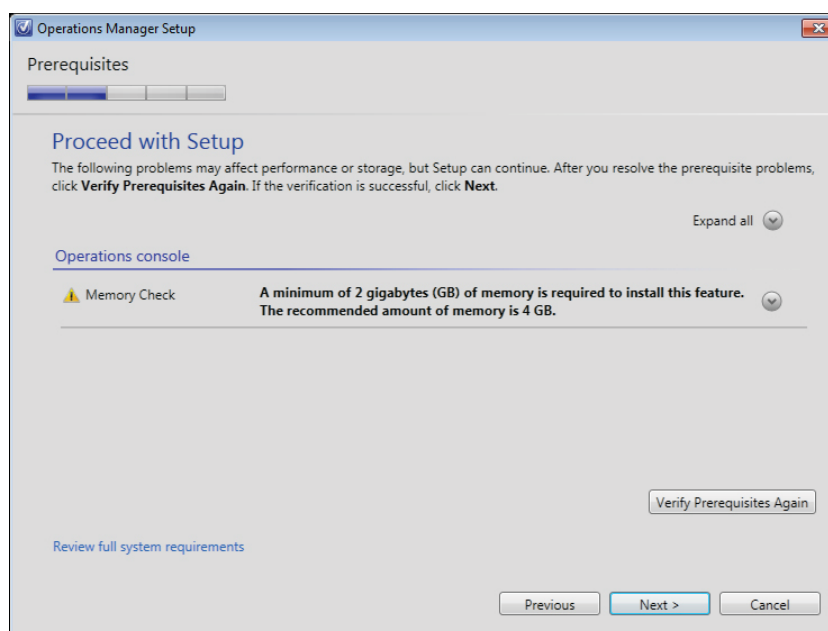 Operations Manager Setup
Prerequisites
Proceed with Setup
The following problems may affect performance or storage, but Setup can continue. After you resolve the prerequisite problems,
click Verify Prerequisites Again. If the verification is successful, click Next.
Expand all
Operations console
Memory Check
A minimum of 2 gigabytes (GB) of memory is required to install this feature.
The recommended amount of memory is 4 GB.
Verify Prerequisites Again
Review full system requirements
Previous
Next >
Cancel